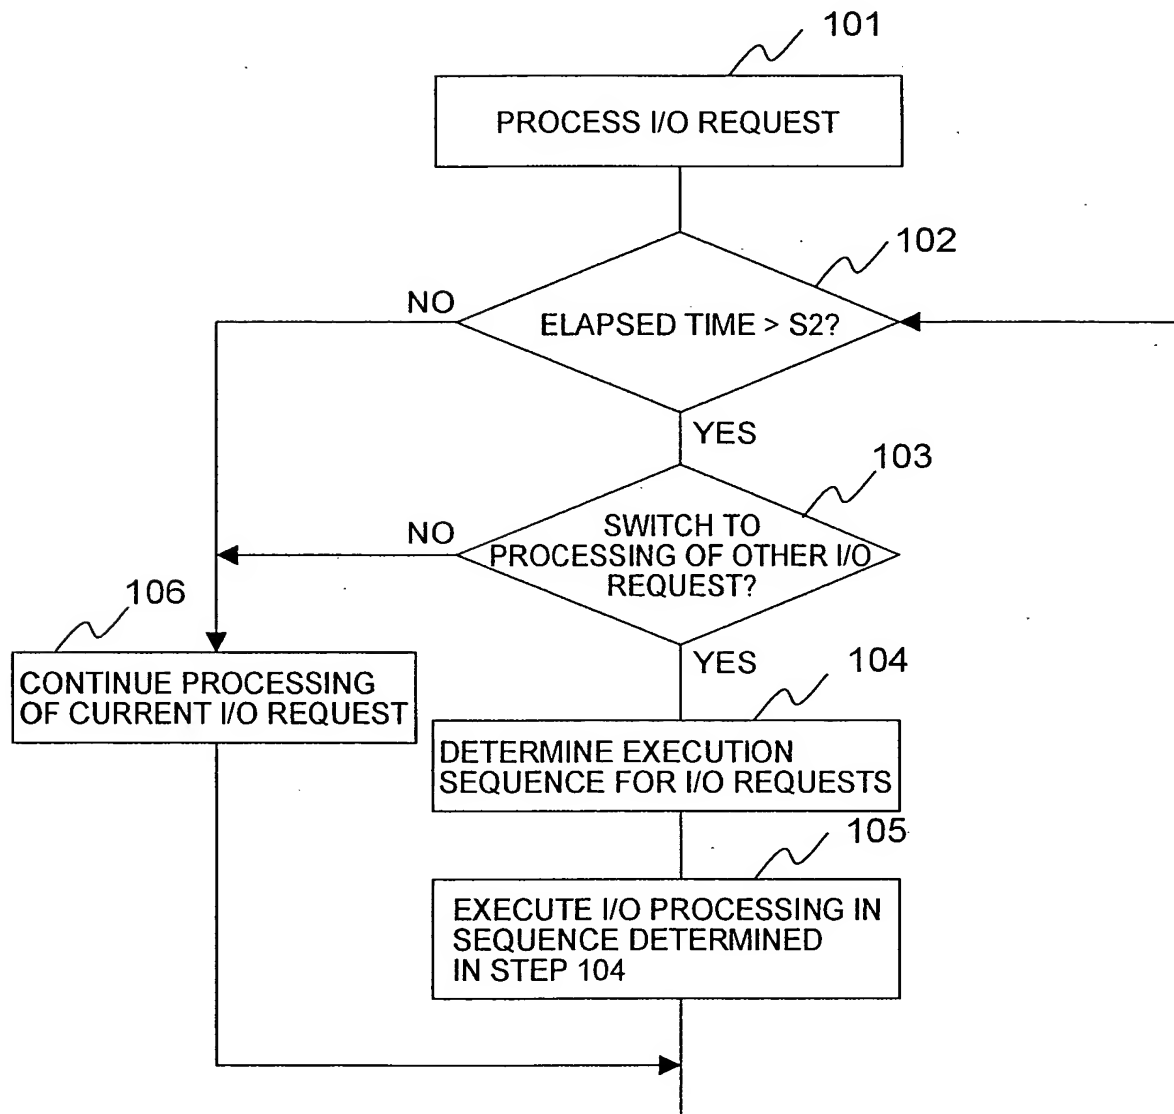 101
PROCESS I/O REQUEST
102
NO
ELAPSED TIME > S2?
YES
103
NO
SWITCH TO
PROCESSING OF OTHER I/O
REQUEST?
106
YES
104
CONTINUE PROCESSING
OF CURRENT I/O REQUEST
DETERMINE EXECUTION
SEQUENCE FOR I/O REQUESTS
105
EXECUTE I/O PROCESSING IN
SEQUENCE DETERMINED
IN STEP 104